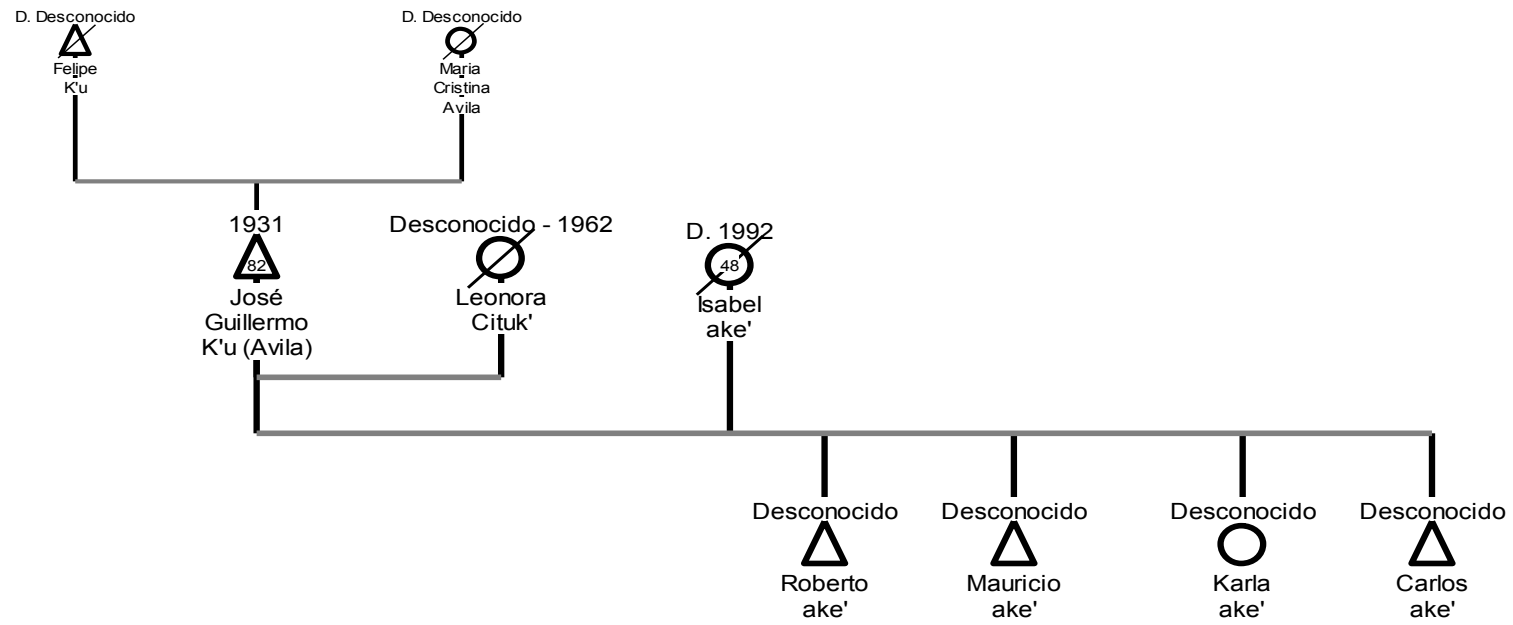 D. Desconocido
Felipe
K'u
D. Desconocido
Maria
Cristina
Avila
1931
82
José
Guillermo
K'u (Avila)
Desconocido - 1962
Leonora
Cituk'
D. 1992
48
Isabel
ake'
Desconocido
Roberto
ake'
Desconocido
Mauricio
ake'
Desconocido
Karla
ake'
Desconocido
Carlos
ake'